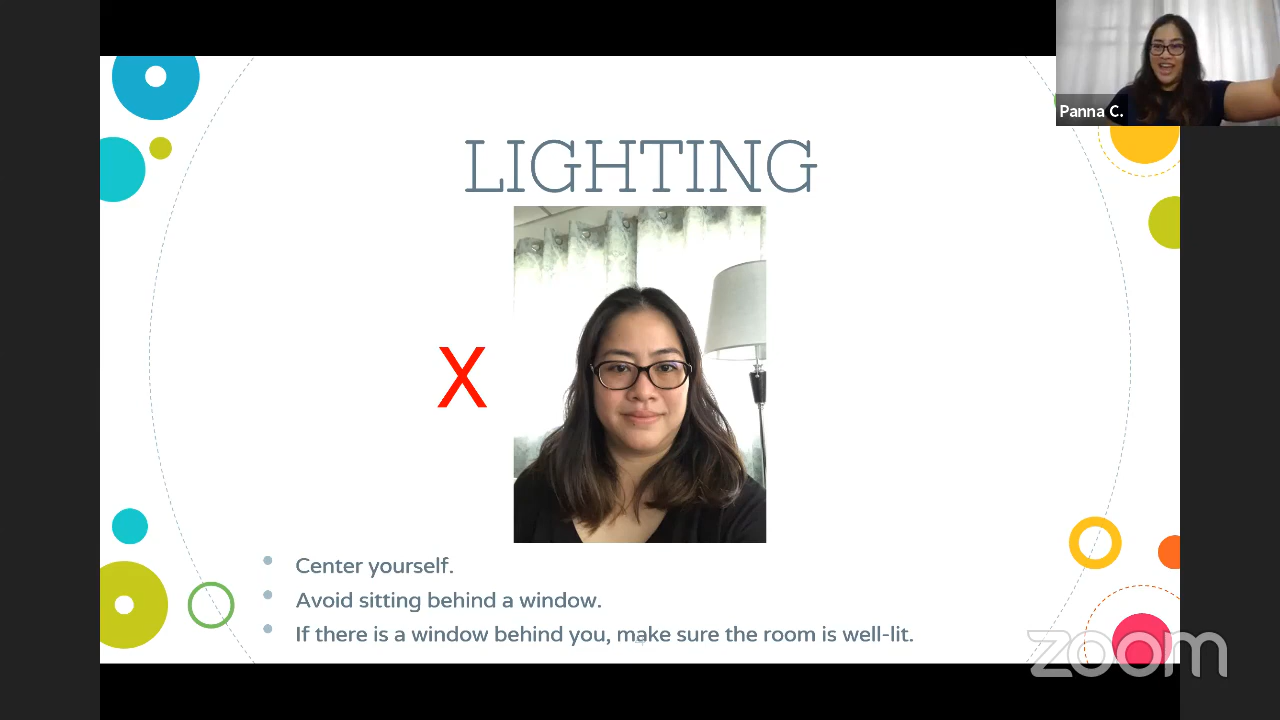 Panna C.
LIGHTING
X
Center yourself.
Avoid sitting behind a window.
If there is a window behind you, make sure the room is well-lit.
zoom